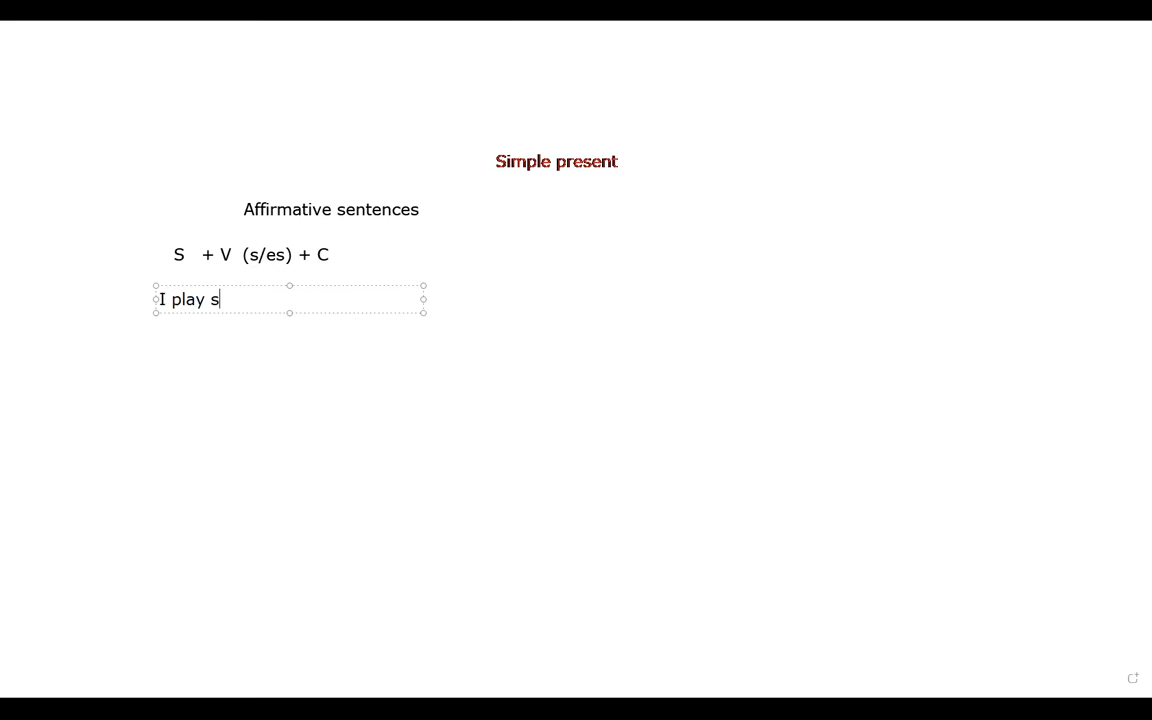 Simple present
Affirmative sentences
S + V (s/es) + C
I play s